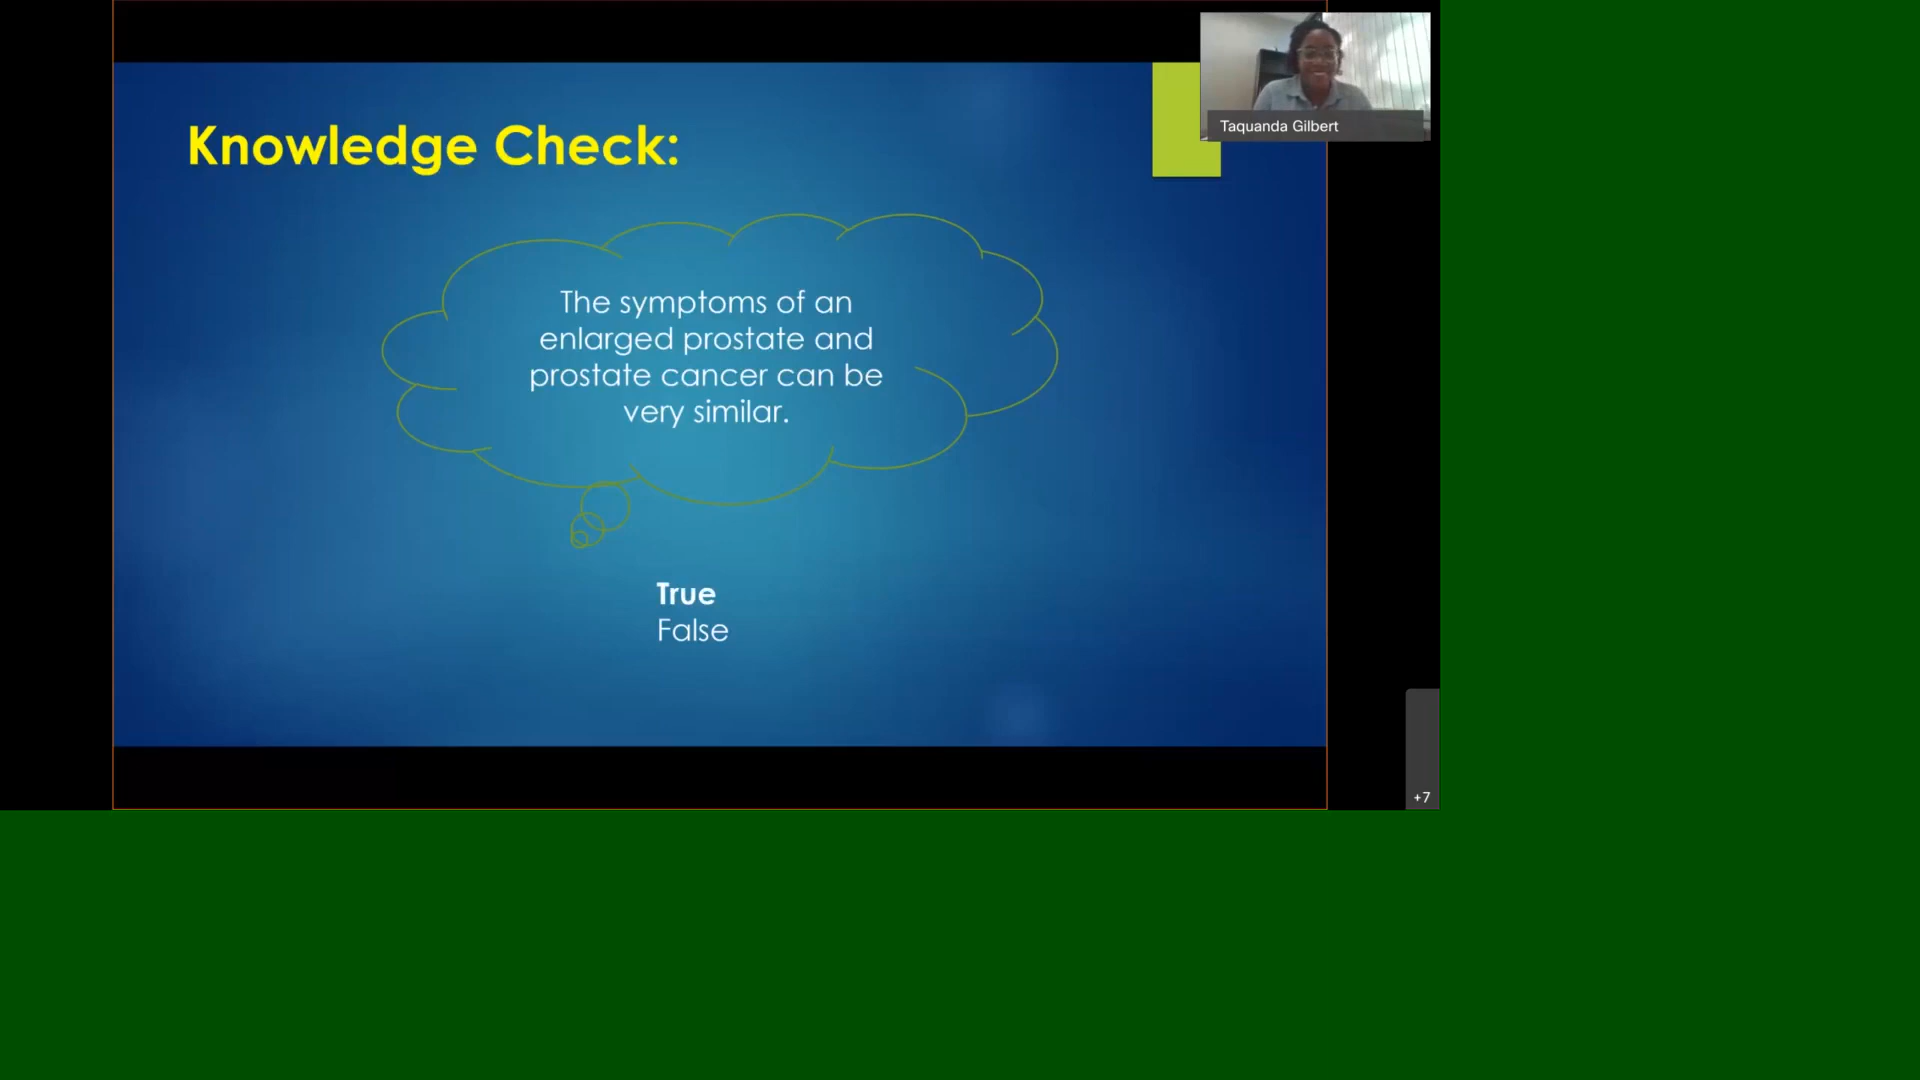 Taquanda Gilbert
Knowledge Check:
The symptoms of an
enlarged prostate and
prostate cancer can be
very similar.
True
False
+7